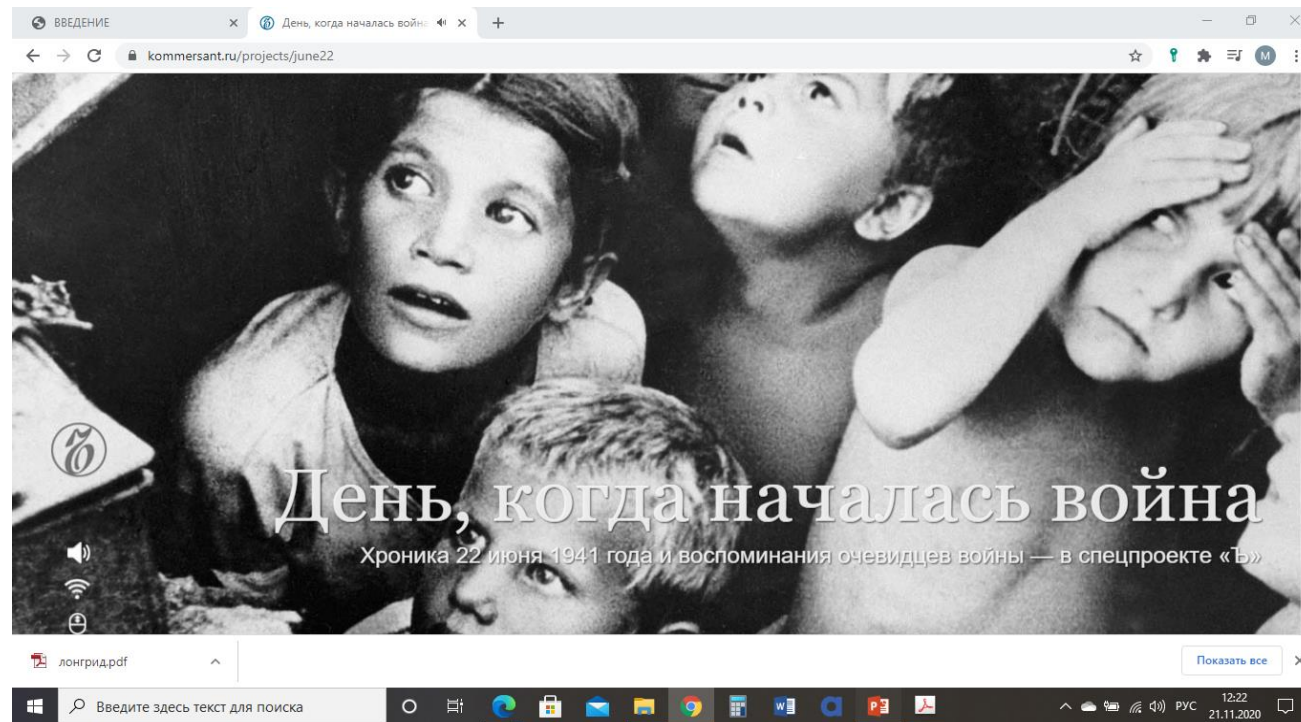 ВВЕДЕНИЕ
День, когда началась война
kommersant.ru/projects/june22
M
Ъ
День, когда началась война
Хроника 22 июня 1941 года и воспоминания очевидцев войны — в спецпроекте «Ъ»
лонгрид.pdf
Показать все
Введите здесь текст для поиска
РУС
12:22
21.11.2020